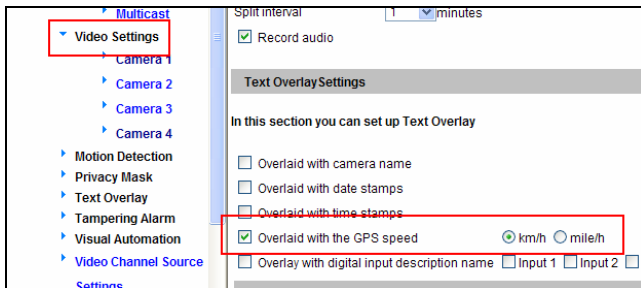 Multicast
Video Settings
Camera 1
Camera 2
Camera 3
Camera 4
Motion Detection
Privacy Mask
Text Overlay
Tampering Alarm
Visual Automation
Video Channel Source
Settings
Split interval 1 minutes
Record audio
Text OverlaySettings
In this section you can set up Text Overlay
Overlaid with camera name
Overlaid with date stamps
Overlaid with time stamps
Overlaid with the GPS speed km/h mile/h
Overlay with digital input description name Input 1 Input 2